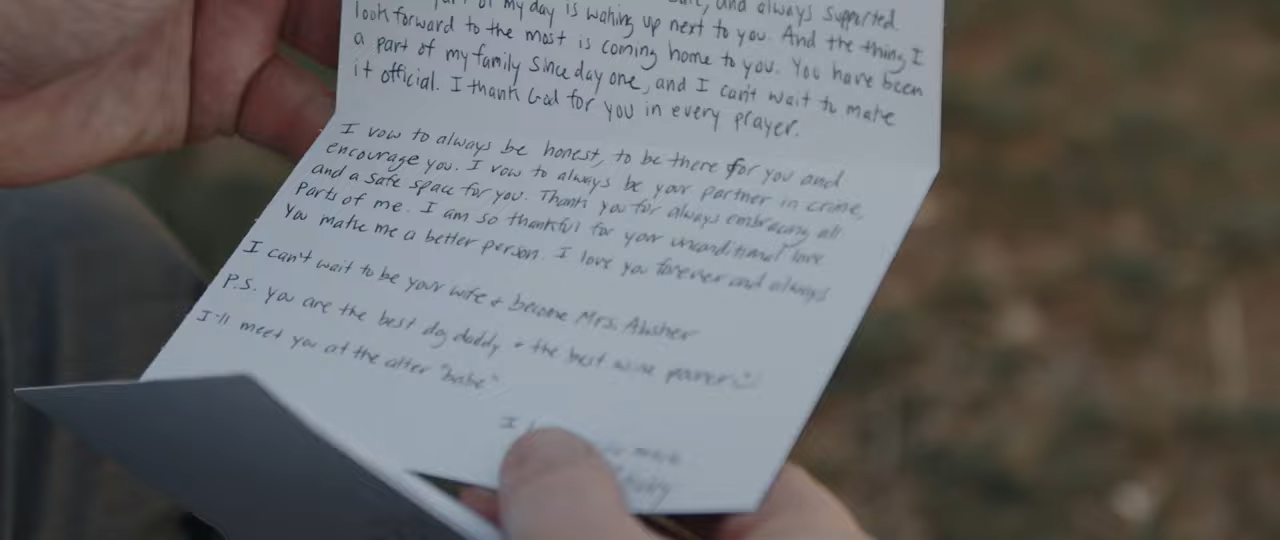 and always supported.
of my day is waking up next to you. And the thing I
look forward to the most is coming home to you. You have been
a part of my family since day one, and I can't wait to make
it official. I thank God for you in every prayer.
I vow to always be honest, to be there for you and
encourage you. I vow to always be your partner in crime,
and a safe space for you. Thank you for always embracing all
parts of me. I am so thankful for your unconditional love
You make me a better person. I love you forever and always
I can't wait to be your wife + become Mrs.
P.S. you are the best dog daddy + the best wine pourer
I'll meet you at the alter "babe"
I